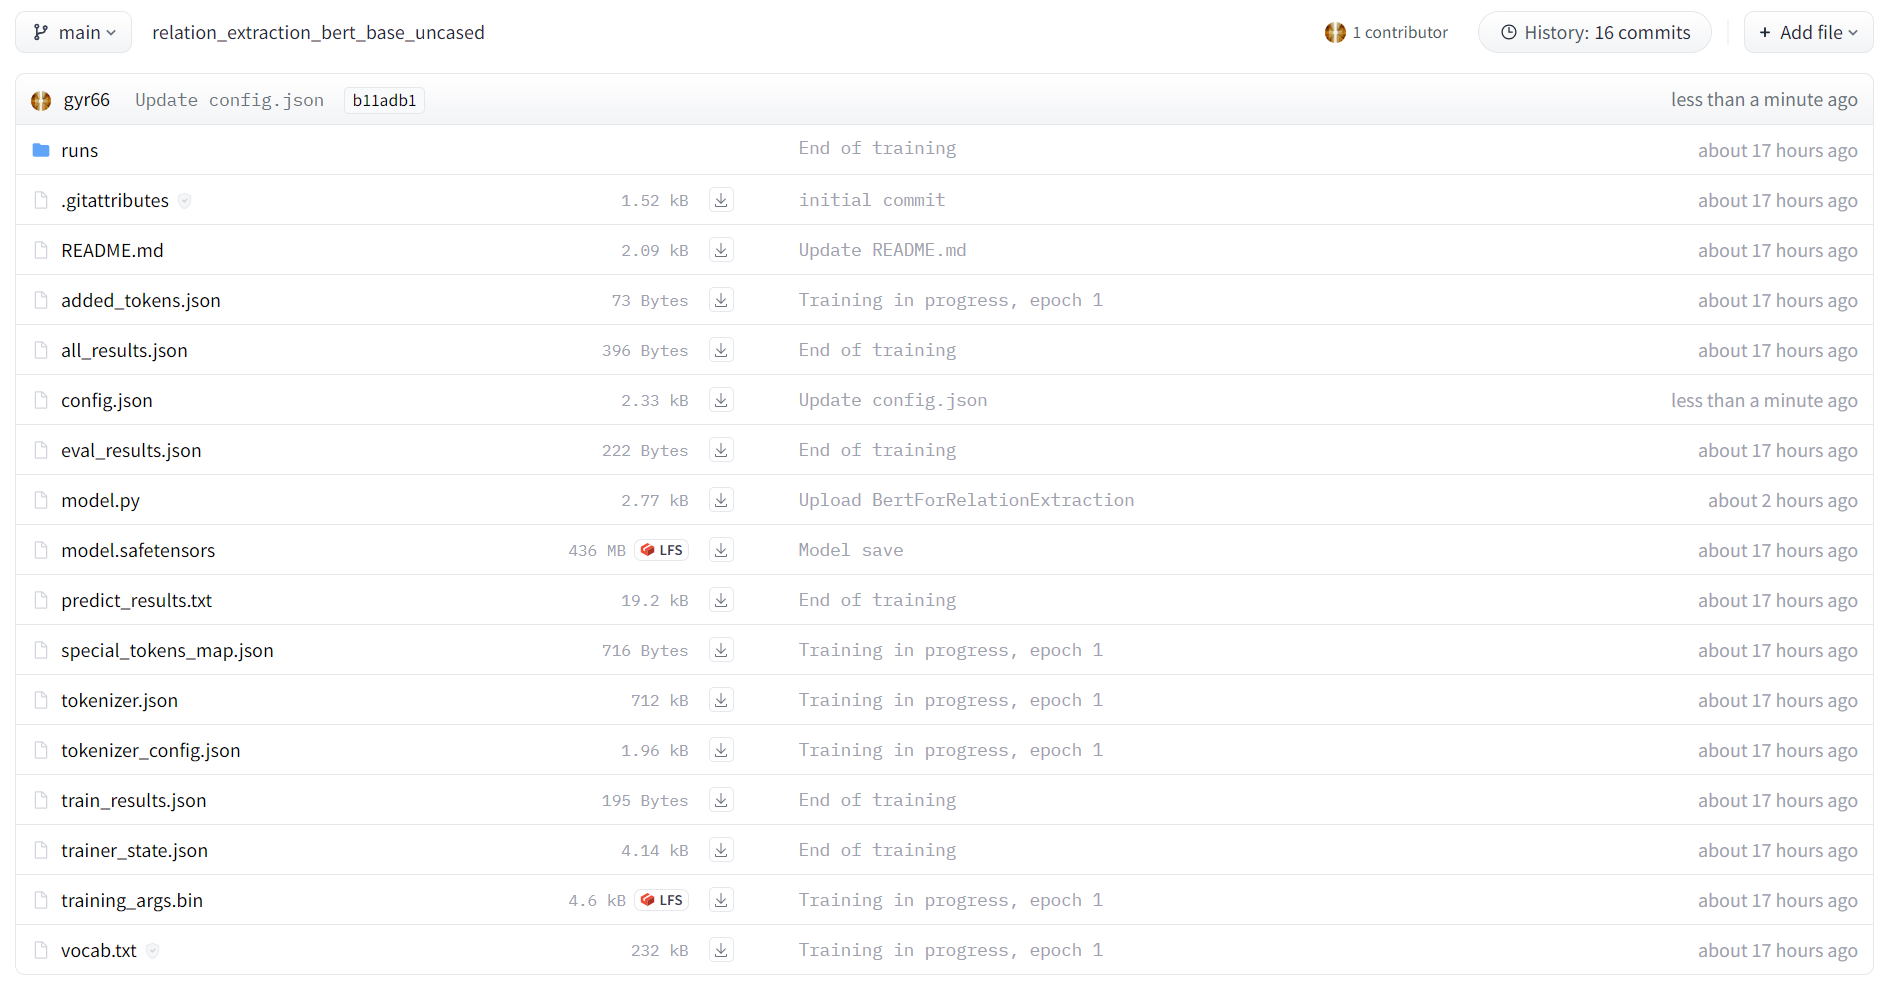 main relation_extraction_bert_base_uncased 1 contributor History: 16 commits + Add file
gyr66 Update config.json b11adb1 less than a minute ago
runs End of training about 17 hours ago
.gitattributes 1.52 kB initial commit about 17 hours ago
README.md 2.09 kB Update README.md about 17 hours ago
added_tokens.json 73 Bytes Training in progress, epoch 1 about 17 hours ago
all_results.json 396 Bytes End of training about 17 hours ago
config.json 2.33 kB Update config.json less than a minute ago
eval_results.json 222 Bytes End of training about 17 hours ago
model.py 2.77 kB Upload BertForRelationExtraction about 2 hours ago
model.safetensors 436 MB LFS Model save about 17 hours ago
predict_results.txt 19.2 kB End of training about 17 hours ago
special_tokens_map.json 716 Bytes Training in progress, epoch 1 about 17 hours ago
tokenizer.json 712 kB Training in progress, epoch 1 about 17 hours ago
tokenizer_config.json 1.96 kB Training in progress, epoch 1 about 17 hours ago
train_results.json 195 Bytes End of training about 17 hours ago
trainer_state.json 4.14 kB End of training about 17 hours ago
training_args.bin 4.6 kB LFS Training in progress, epoch 1 about 17 hours ago
vocab.txt 232 kB Training in progress, epoch 1 about 17 hours ago